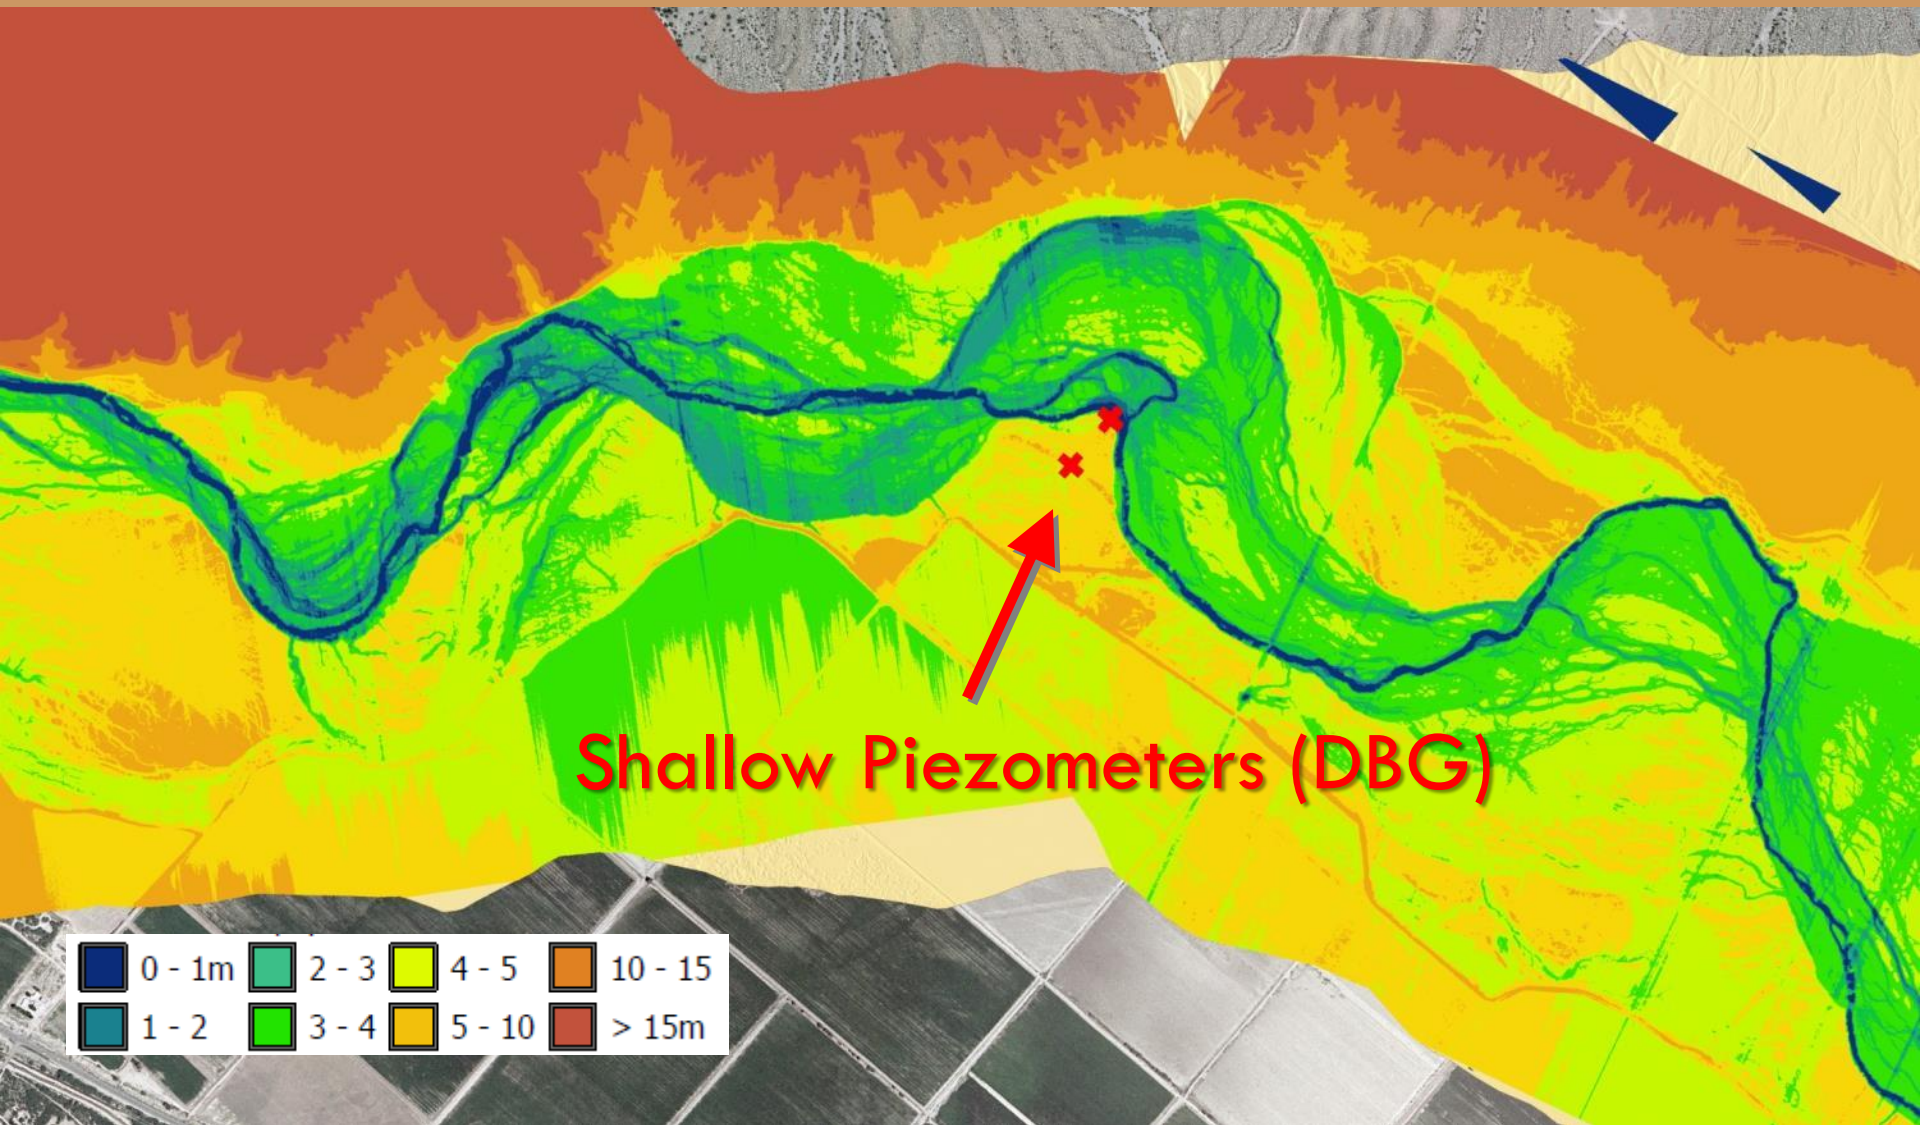 Shallow Piezometers (DBG)
0 - 1m 2 - 3 4 - 5 10 - 15
1 - 2 3 - 4 5 - 10 > 15m